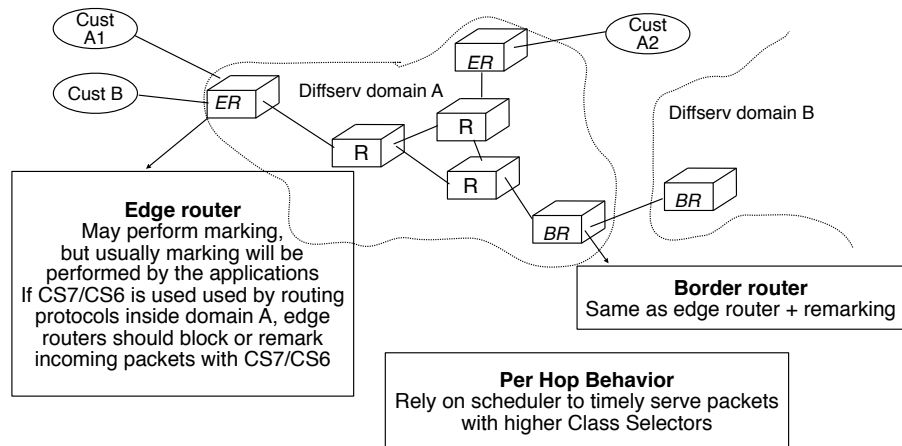 Cust
A1
Cust
A2
ER
Cust B
ER
Diffserv domain A
Diffserv domain B
R
R
R
BR
BR
Edge router
May perform marking,
but usually marking will be
performed by the applications
If CS7/CS6 is used used by routing
protocols inside domain A, edge
routers should block or remark
incoming packets with CS7/CS6
Border router
Same as edge router + remarking
Per Hop Behavior
Rely on scheduler to timely serve packets
with higher Class Selectors